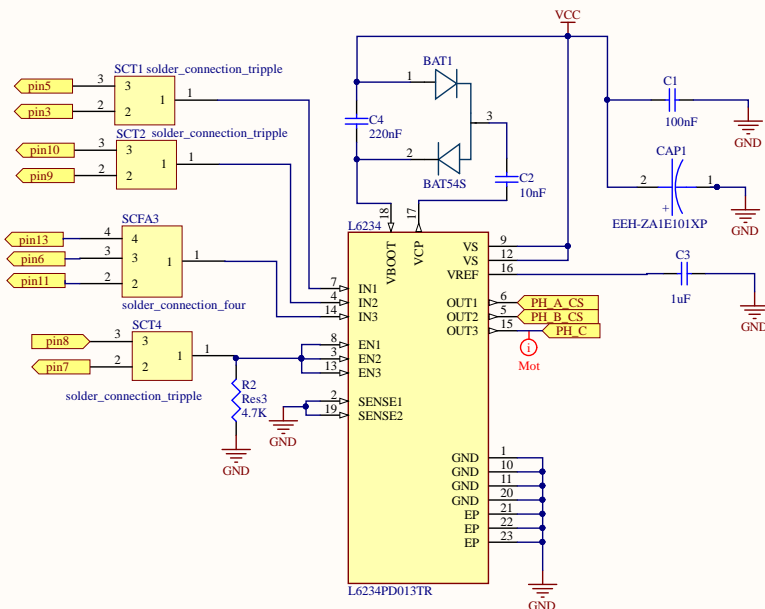 VCC
SCT1 solder_connection_tripple
BAT1
pin5 3 3 1 1
pin3 2 2
1
C4
220nF
3
C1
100nF
GND
SCT2 solder_connection_tripple
pin10 3 3 1 1
pin9 2 2
2
BAT54S
C2
10nF
CAP1
2 1
+
EEH-ZA1E101XP
GND
SCFA3
pin13 4 4
pin6 3 3 1 1
pin11 2 2
solder_connection_four
L6234
18 17
VBOOT VCP
VS 9
VS 12
VREF 16
C3
1uF
GND
7 IN1
4 IN2
14 IN3
OUT1 6 PH_A_CS
OUT2 5 PH_B_CS
OUT3 15 PH_C
i
Mot
SCT4
pin8 3 3 1 1
pin7 2 2
solder_connection_tripple
8 EN1
3 EN2
13 EN3
R2
Res3
4.7K
GND
2 SENSE1
19 SENSE2
GND
GND 1
GND 10
GND 11
GND 20
EP 21
EP 22
EP 23
GND
L6234PD013TR